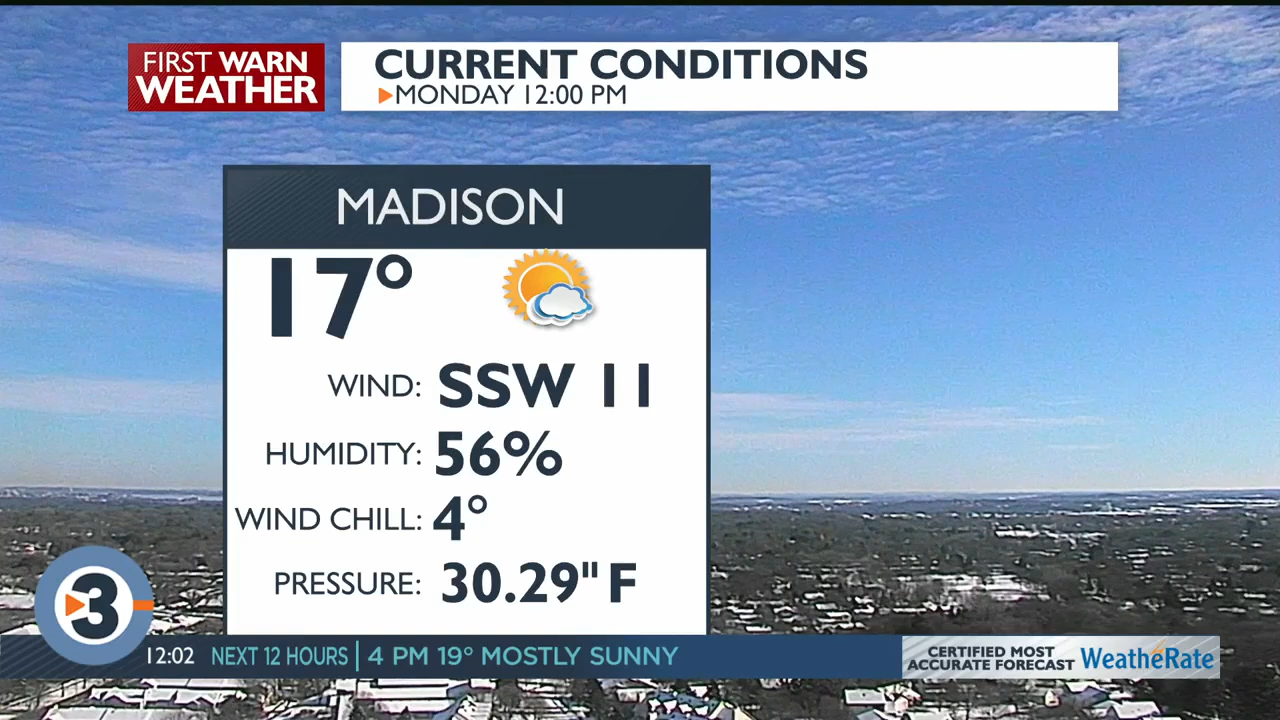 FIRST WARN
WEATHER
CURRENT CONDITIONS
MONDAY 12:00 PM
MADISON
17°
WIND: SSW 11
HUMIDITY: 56%
WIND CHILL: 4°
PRESSURE: 30.29" F
3
12:02 NEXT 12 HOURS | 4 PM 19° MOSTLY SUNNY
CERTIFIED MOST
ACCURATE FORECAST
WeatheRate